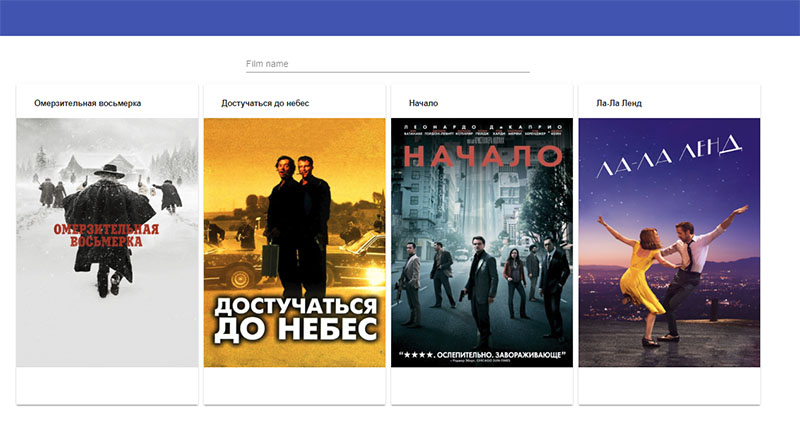 Film name
Омерзительная восьмерка
Достучаться до небес
Начало
Ла-Ла Ленд
ОМЕРЗИТЕЛЬНАЯ
ВОСЬМЕРКА
ДОСТУЧАТЬСЯ
ДО НЕБЕС
ЛЕОНАРДО ДиКАПРИО
НАЧАЛО
"★★★★. ОСЛЕПИТЕЛЬНО. ЗАВОРАЖИВАЮЩЕ"
ЛА-ЛА ЛЕНД